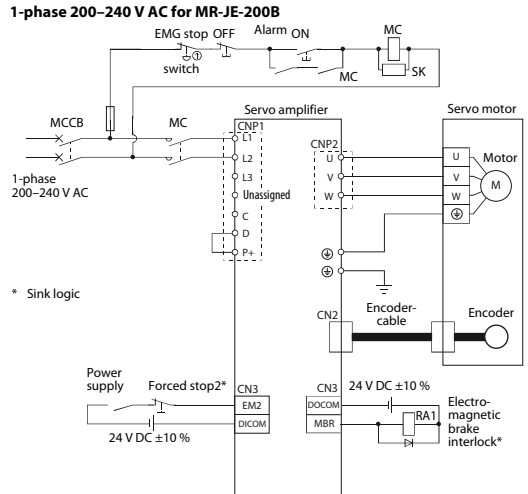 1-phase 200–240 V AC for MR-JE-200B
EMG stop OFF Alarm ON MC
switch ①
MC SK
MCCB MC
Servo amplifier Servo motor
CNP1
L1
L2
L3
Unassigned
C
D
P+
CNP2
U
V
W
U
V
W
Motor
M
1-phase
200–240 V AC
* Sink logic
CN2
Encoder-
cable
Encoder
Power
supply
Forced stop2*
24 V DC ±10 %
CN3
EM2
DICOM
CN3
DOCOM
MBR
24 V DC ±10 %
RA1
Electro-
magnetic
brake
interlock*